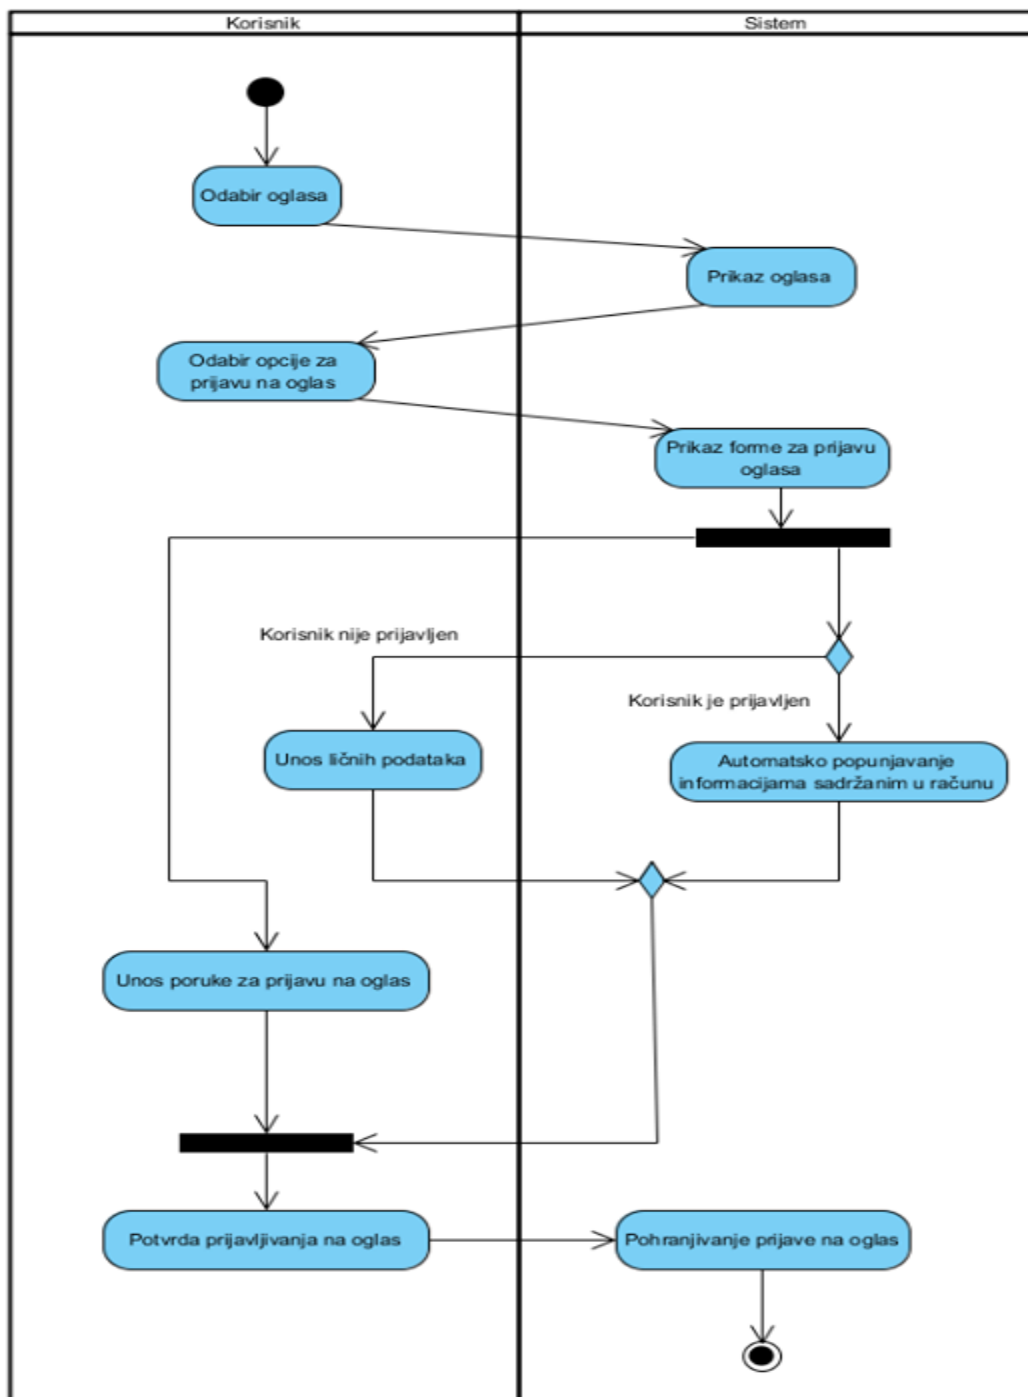 Korisnik
Sistem
Odabir oglasa
Prikaz oglasa
Odabir opcije za
prijavu na oglas
Prikaz forme za prijavu
oglasa
Korisnik nije prijavljen
Korisnik je prijavljen
Unos ličnih podataka
Automatsko popunjavanje
informacijama sadržanim u računu
Unos poruke za prijavu na oglas
Potvrda prijavljivanja na oglas
Pohranjivanje prijave na oglas